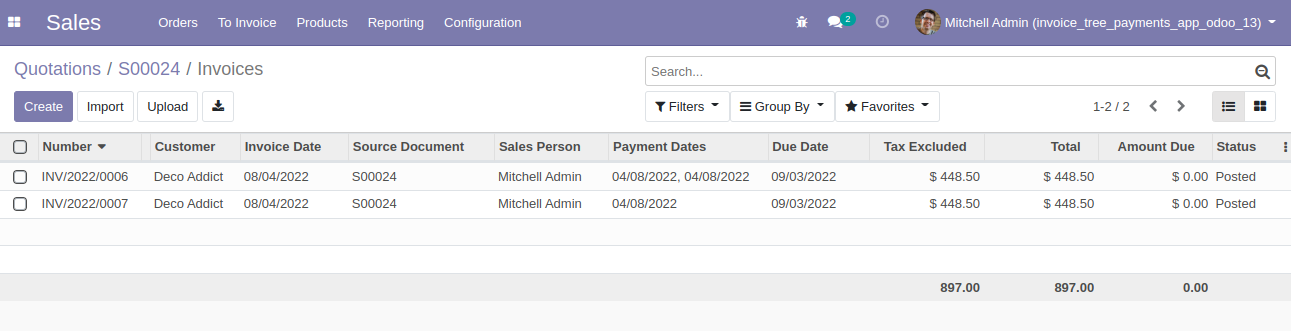 Sales Orders To Invoice Products Reporting Configuration 2 Mitchell Admin (invoice_tree_payments_app_odoo_13)
Quotations / S00024 / Invoices Search...
Create Import Upload Filters Group By Favorites 1-2 / 2
Number Customer Invoice Date Source Document Sales Person Payment Dates Due Date Tax Excluded Total Amount Due Status
INV/2022/0006 Deco Addict 08/04/2022 S00024 Mitchell Admin 04/08/2022, 04/08/2022 09/03/2022 $ 448.50 $ 448.50 $ 0.00 Posted
INV/2022/0007 Deco Addict 08/04/2022 S00024 Mitchell Admin 04/08/2022 09/03/2022 $ 448.50 $ 448.50 $ 0.00 Posted
897.00 897.00 0.00